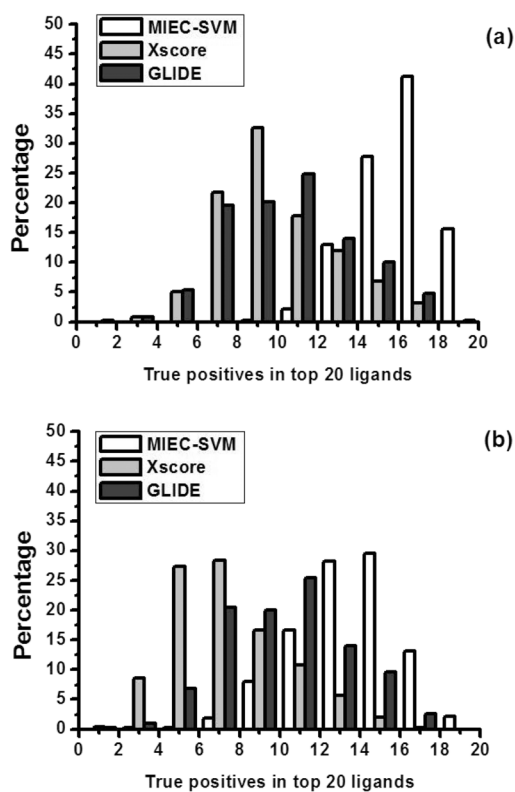 (a)
MIEC-SVM
Xscore
GLIDE
Percentage
50
45
40
35
30
25
20
15
10
5
0
0 2 4 6 8 10 12 14 16 18 20
True positives in top 20 ligands
(b)
MIEC-SVM
Xscore
GLIDE
Percentage
50
45
40
35
30
25
20
15
10
5
0
0 2 4 6 8 10 12 14 16 18 20
True positives in top 20 ligands